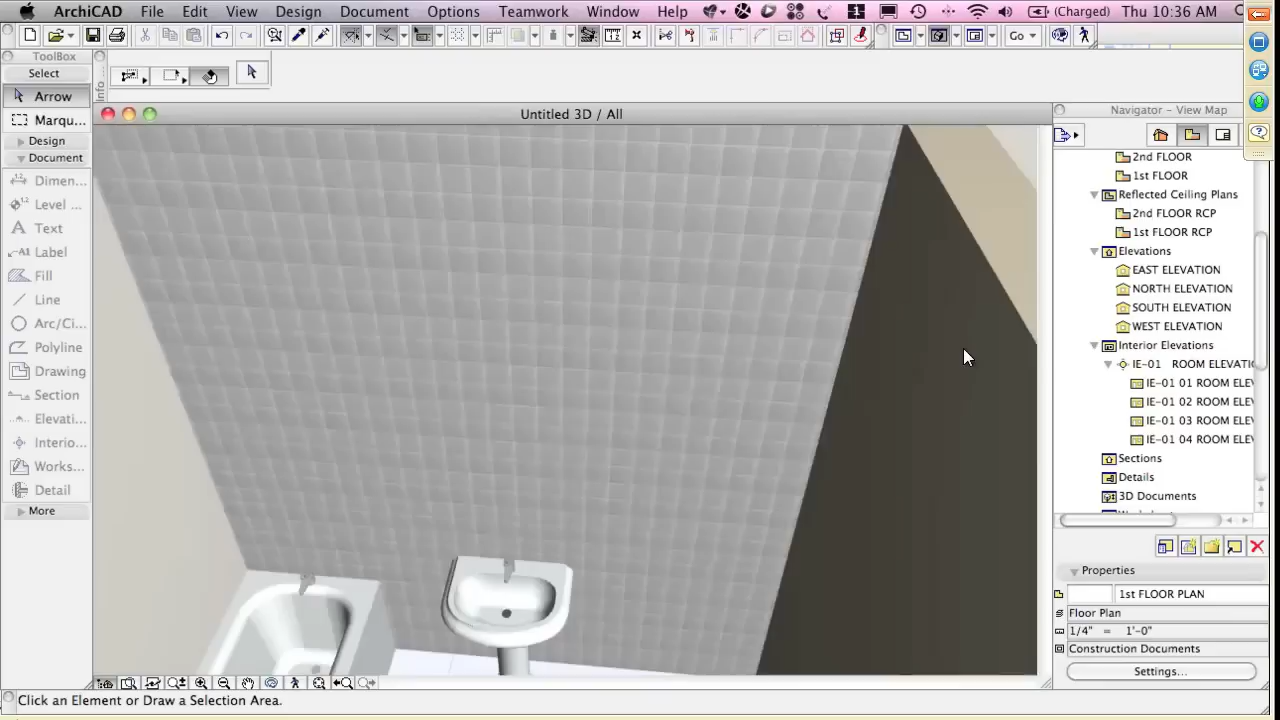 ArchiCAD File Edit View Design Document Options Teamwork Window Help (Charged) Thu 10:36 AM
Go
ToolBox
Select
Arrow
Marqu...
Design
Document
Dimen...
Level ...
Text
Label
Fill
Line
Arc/Ci...
Polyline
Drawing
Section
Elevati...
Interio...
Works...
Detail
More
Info
Untitled 3D / All
Navigator - View Map
2nd FLOOR
1st FLOOR
Reflected Ceiling Plans
2nd FLOOR RCP
1st FLOOR RCP
Elevations
EAST ELEVATION
NORTH ELEVATION
SOUTH ELEVATION
WEST ELEVATION
Interior Elevations
IE-01 ROOM ELEVATIO
IE-01 01 ROOM ELEV
IE-01 02 ROOM ELEV
IE-01 03 ROOM ELEV
IE-01 04 ROOM ELEV
Sections
Details
3D Documents
Properties
1st FLOOR PLAN
Floor Plan
1/4" = 1'-0"
Construction Documents
Settings...
Click an Element or Draw a Selection Area.